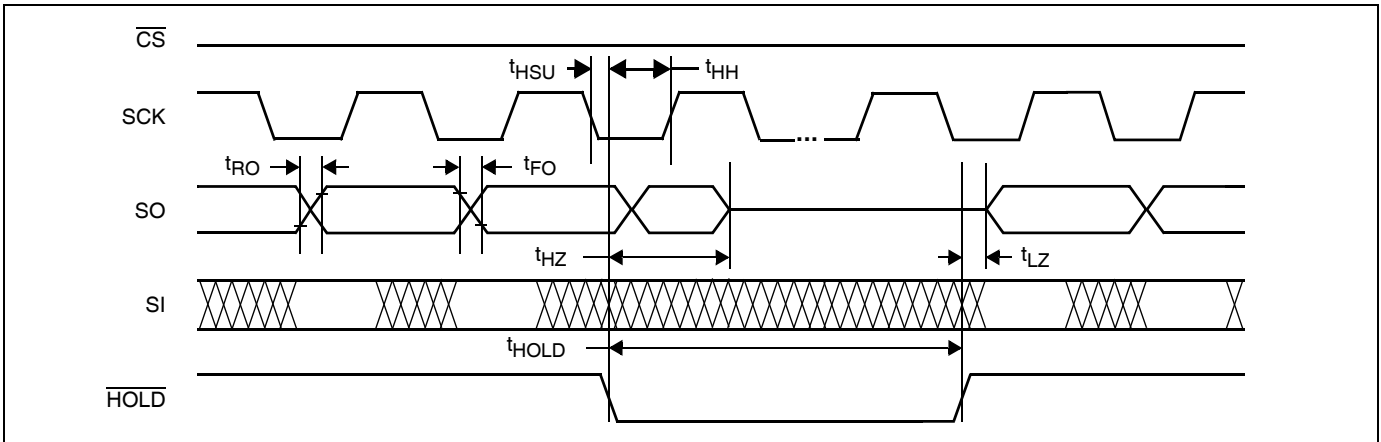 CS
tHSU
tHH
SCK
...
tRO
tFO
SO
tHZ
tLZ
SI
tHOLD
HOLD